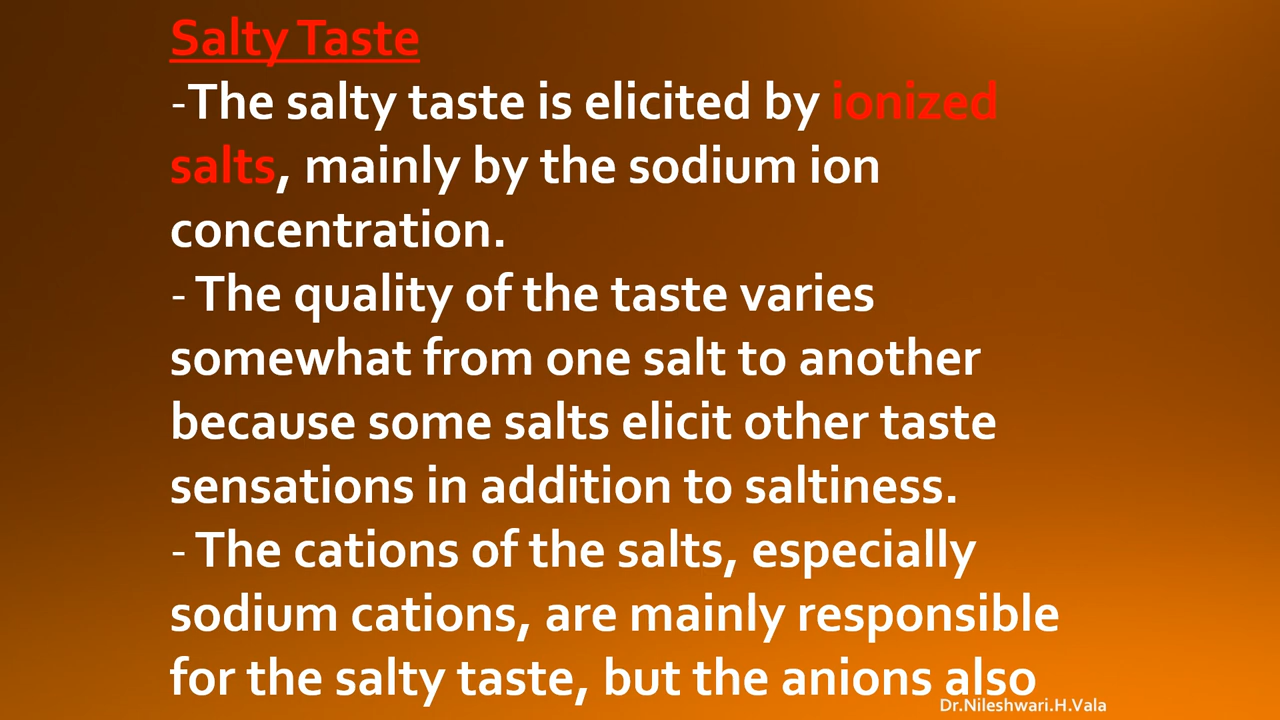 Salty Taste
-The salty taste is elicited by ionized
salts, mainly by the sodium ion
concentration.
- The quality of the taste varies
somewhat from one salt to another
because some salts elicit other taste
sensations in addition to saltiness.
- The cations of the salts, especially
sodium cations, are mainly responsible
for the salty taste, but the anions also
Dr.Nileshwari.H.Vala